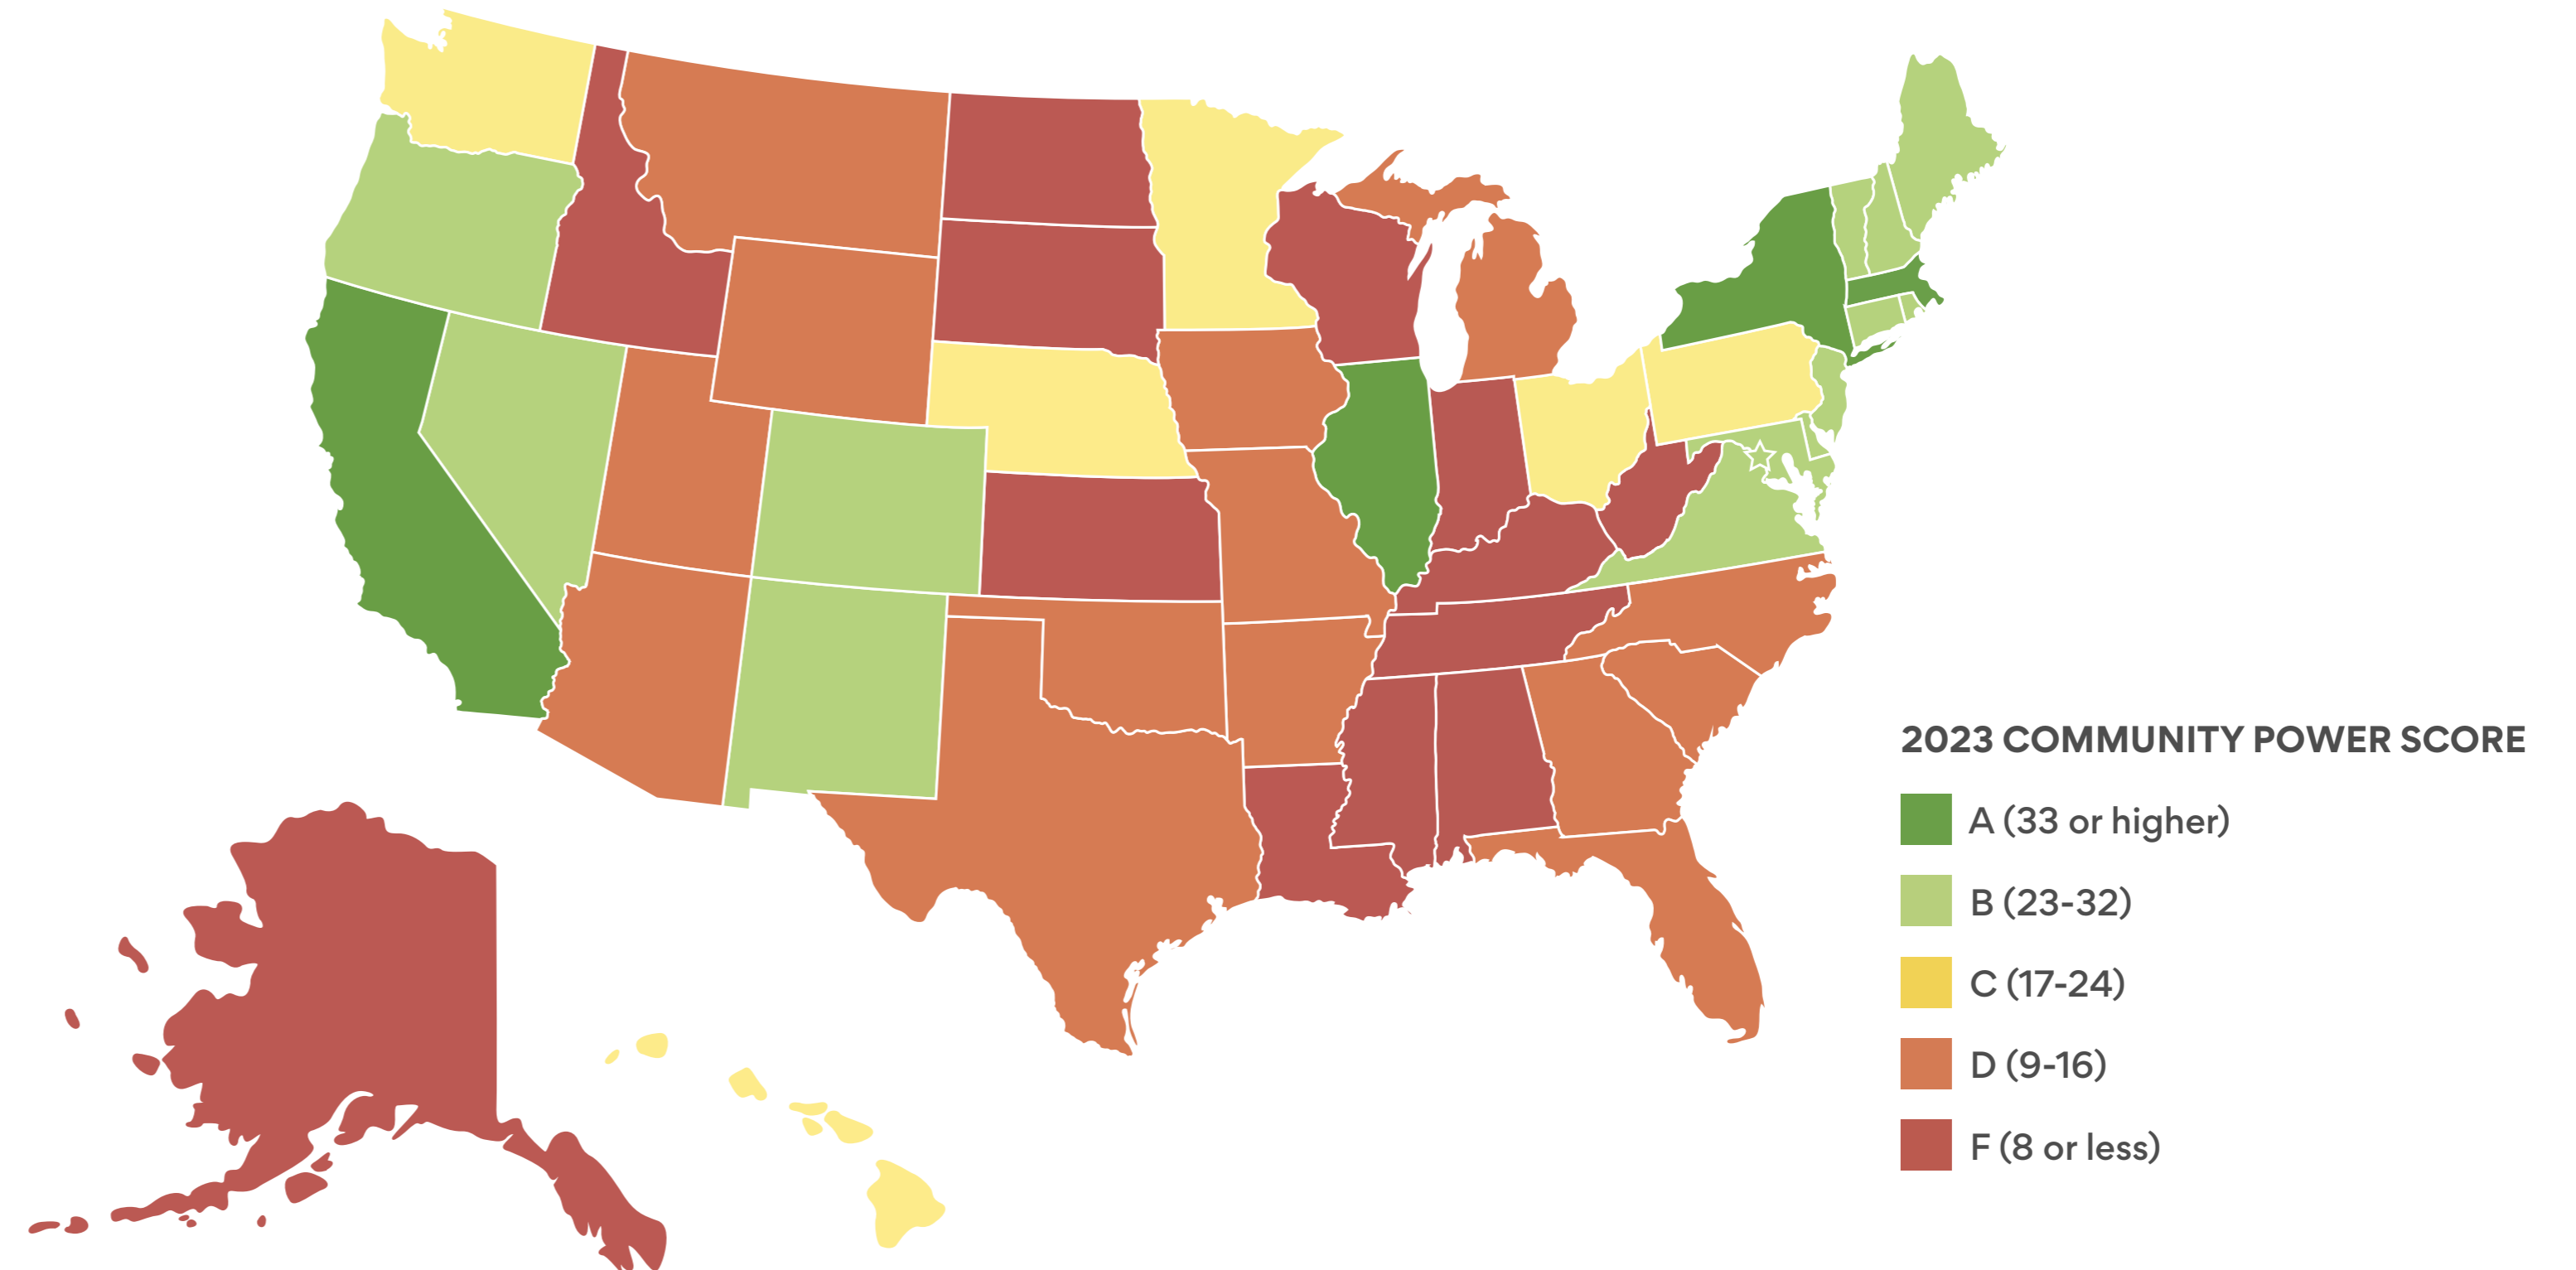 2023 COMMUNITY POWER SCORE
A (33 or higher)
B (23-32)
C (17-24)
D (9-16)
F (8 or less)